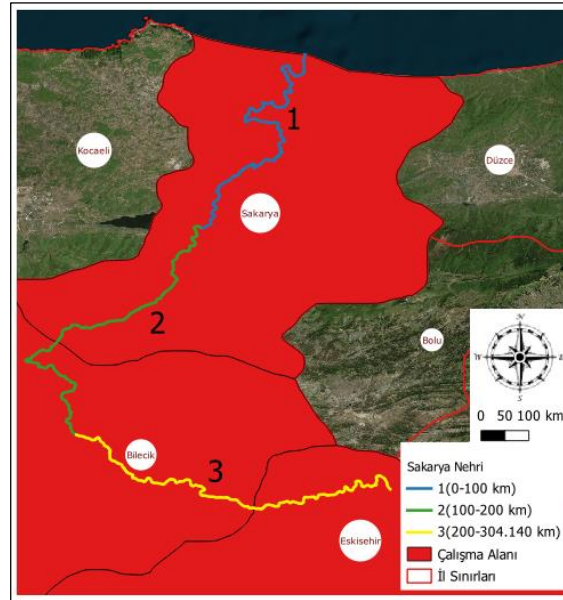 1
Kocaeli
Düzce
Sakarya
2
Bolu
N
S
0 50 100 km
3
Bilecik
Eskisehir
Sakarya Nehri
1(0-100 km)
2(100-200 km)
3(200-304.140 km)
Çalışma Alanı
İl Sınırları